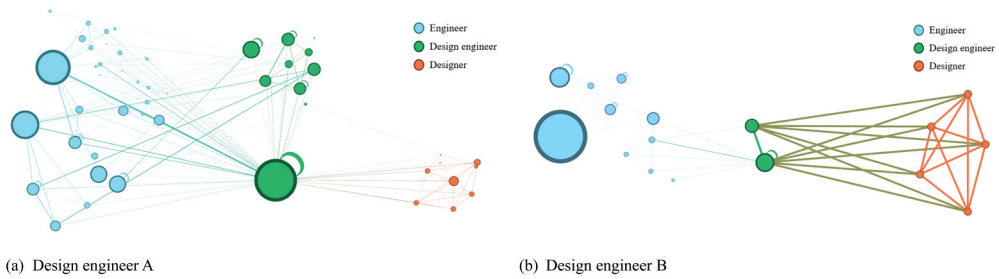 Engineer
Design engineer
Designer
Engineer
Design engineer
Designer
(a) Design engineer A
(b) Design engineer B